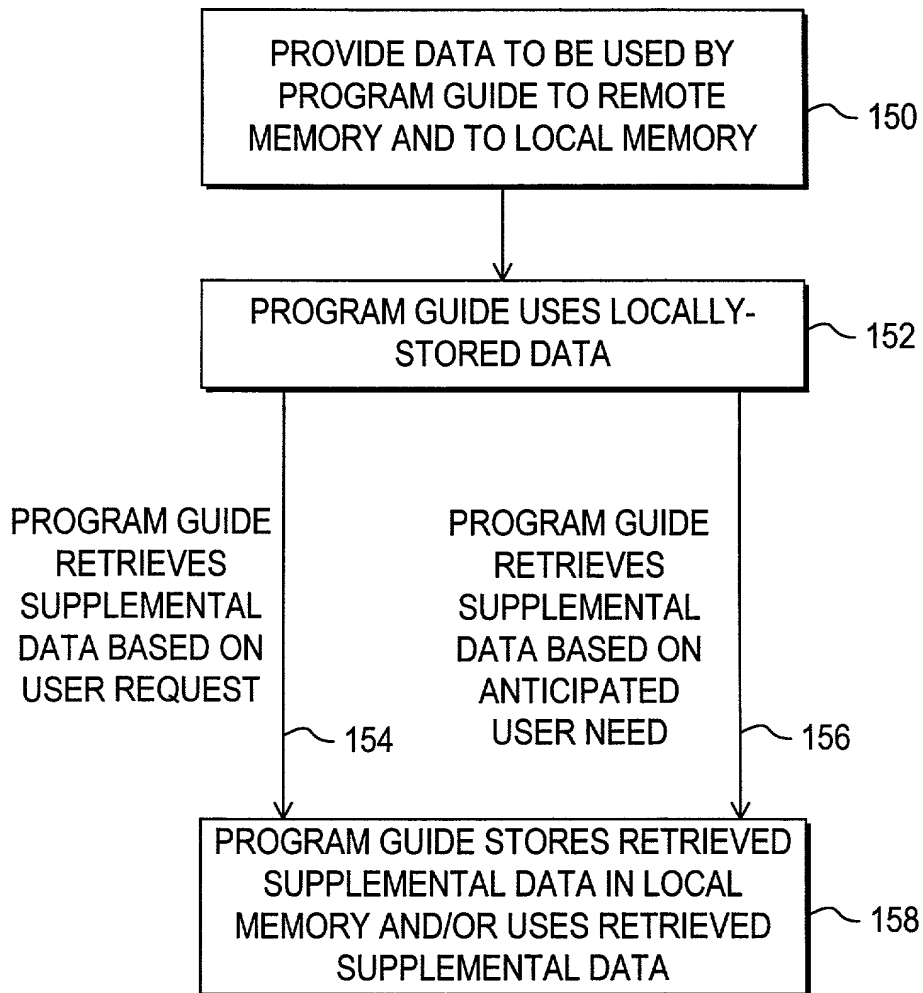 PROVIDE DATA TO BE USED BY
PROGRAM GUIDE TO REMOTE
MEMORY AND TO LOCAL MEMORY
150
PROGRAM GUIDE USES LOCALLY-
STORED DATA
152
PROGRAM GUIDE
RETRIEVES
SUPPLEMENTAL
DATA BASED ON
USER REQUEST
154
PROGRAM GUIDE
RETRIEVES
SUPPLEMENTAL
DATA BASED ON
ANTICIPATED
USER NEED
156
PROGRAM GUIDE STORES RETRIEVED
SUPPLEMENTAL DATA IN LOCAL
MEMORY AND/OR USES RETRIEVED
SUPPLEMENTAL DATA
158